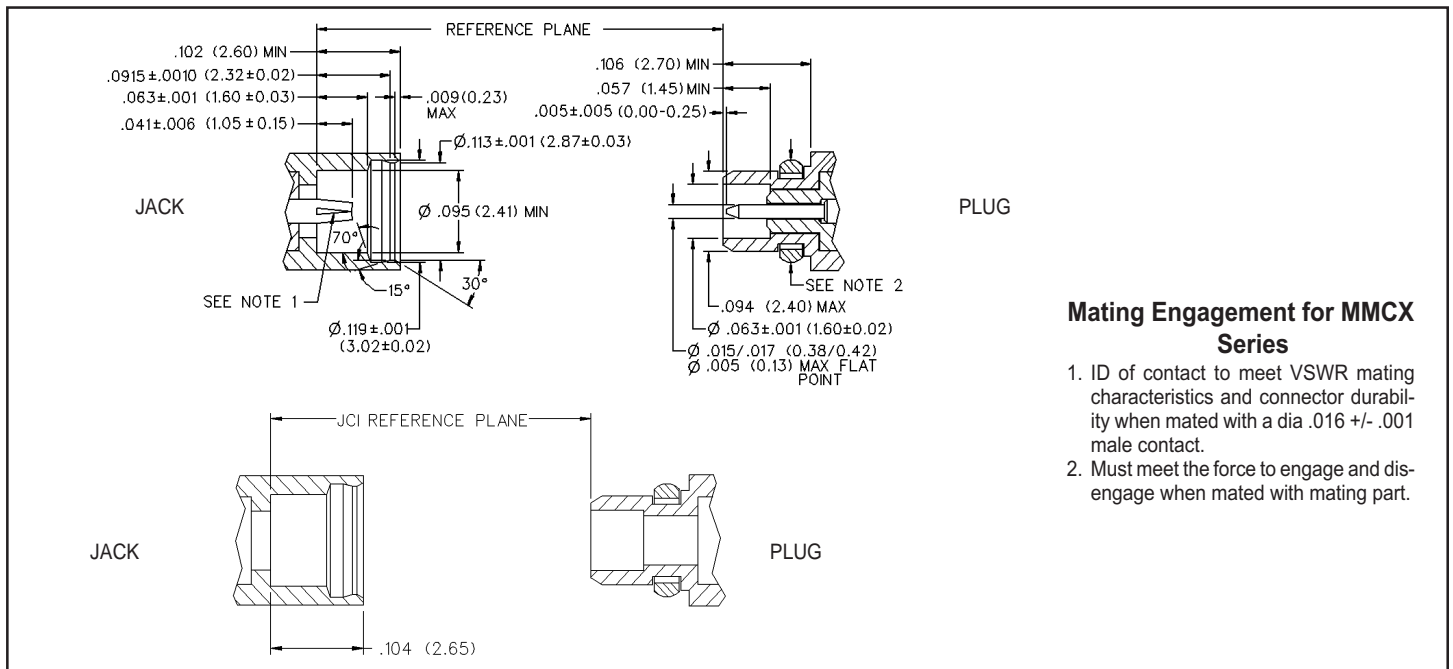 REFERENCE PLANE
.102 (2.60) MIN
.0915±.0010 (2.32±0.02)
.063±.001 (1.60±0.03)
.041±.006 (1.05±0.15)
.009(0.23)
MAX
Ø.113±.001 (2.87±0.03)
.106 (2.70) MIN
.057 (1.45) MIN
.005±.005 (0.00-0.25)
JACK
Ø .095 (2.41) MIN
PLUG
70°
SEE NOTE 1
15°
30°
Ø.119±.001
(3.02±0.02)
SEE NOTE 2
.094 (2.40) MAX
Ø .063±.001 (1.60±0.02)
Ø .015/.017 (0.38/0.42)
Ø .005 (0.13) MAX FLAT
POINT
Mating Engagement for MMCX
Series
1. ID of contact to meet VSWR mating
characteristics and connector durabil-
ity when mated with a dia .016 +/- .001
male contact.
2. Must meet the force to engage and dis-
engage when mated with mating part.
JCI REFERENCE PLANE
JACK
PLUG
.104 (2.65)